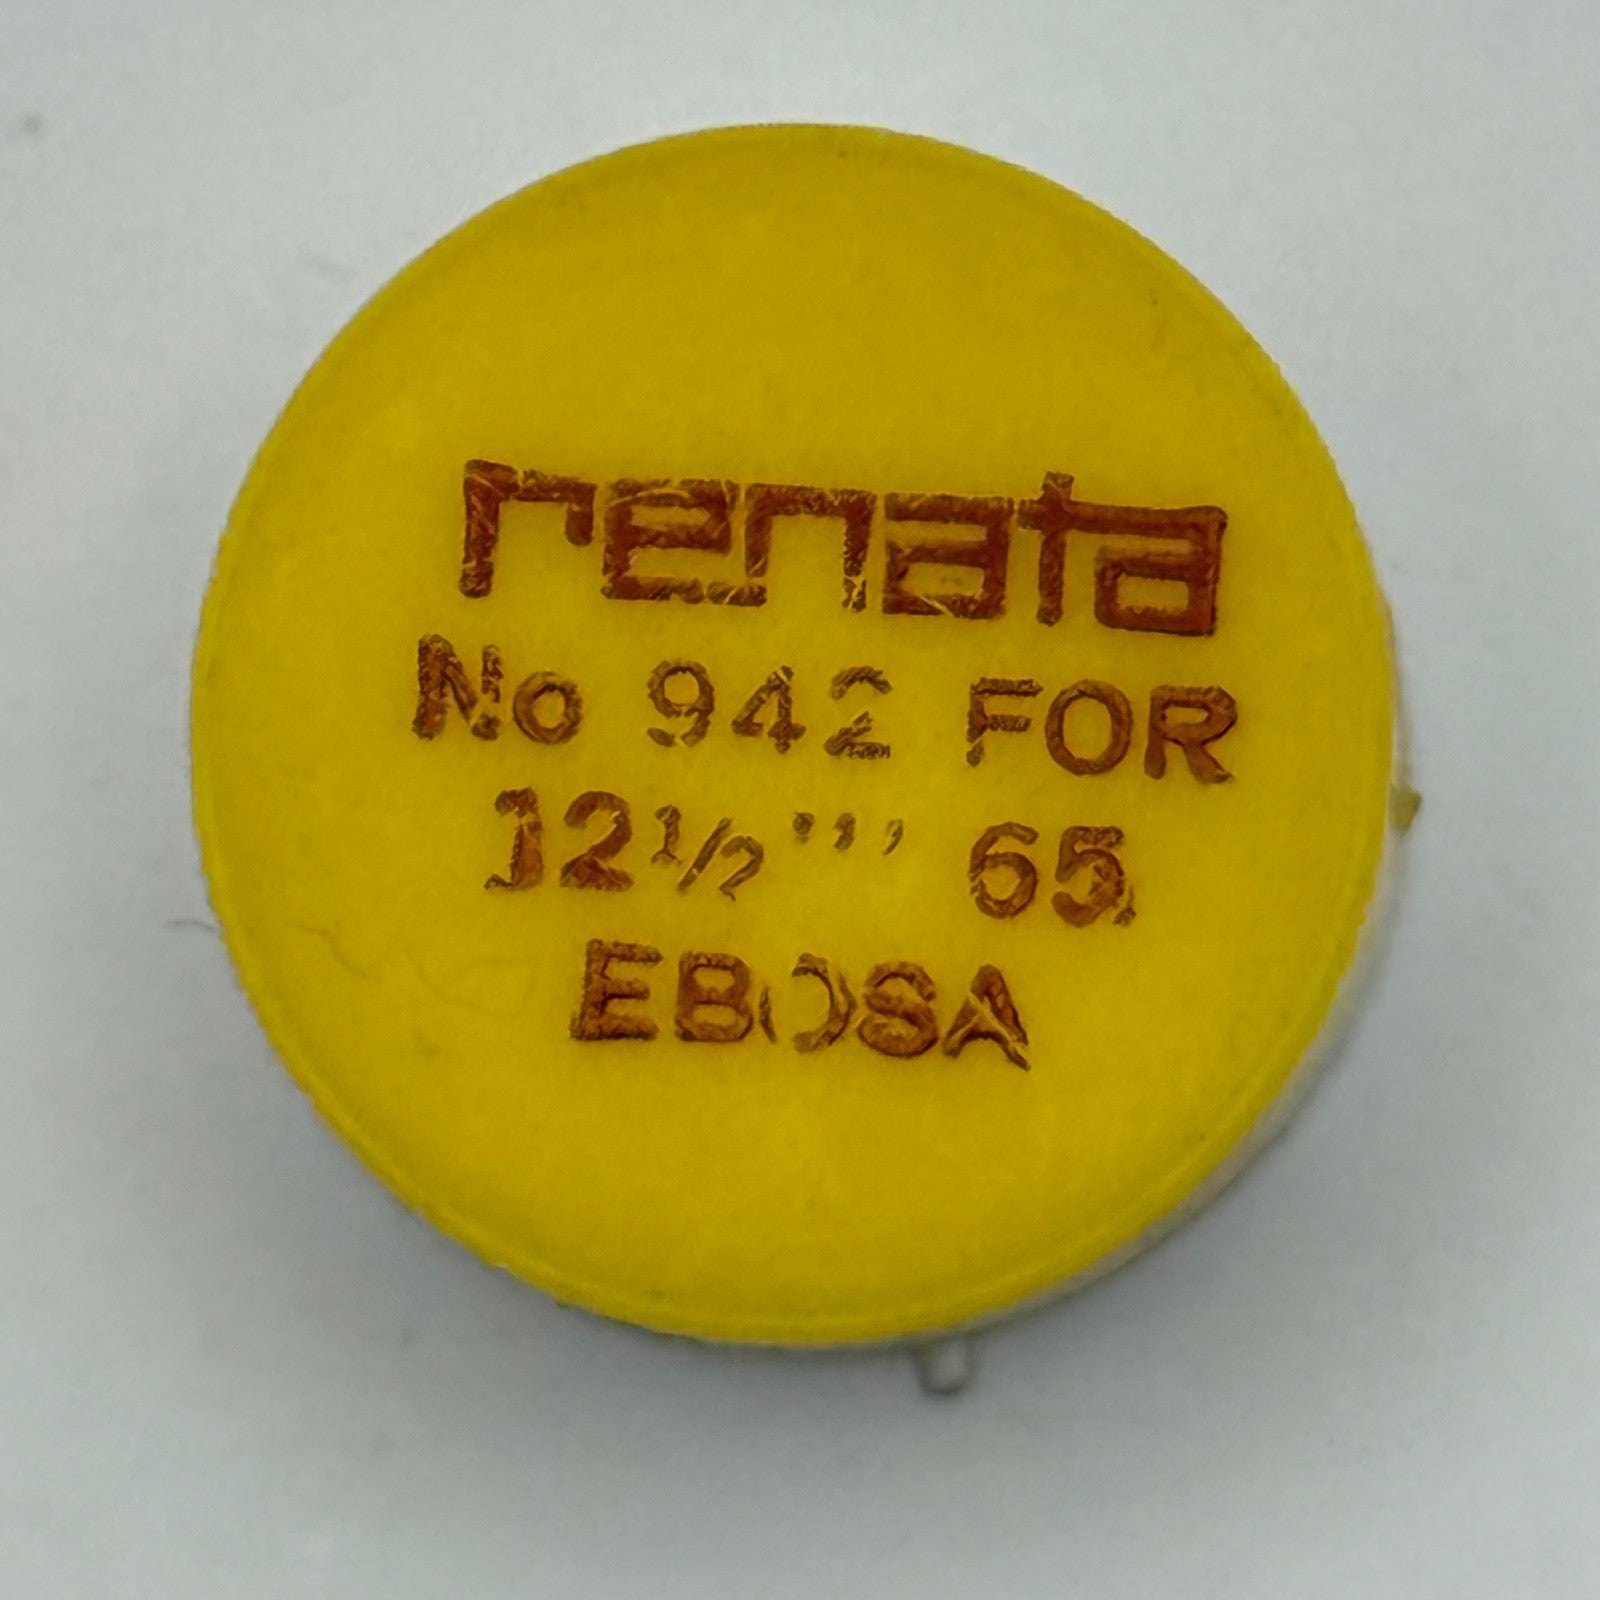 renata
No 942 FOR
12½''' 65
EBOSA